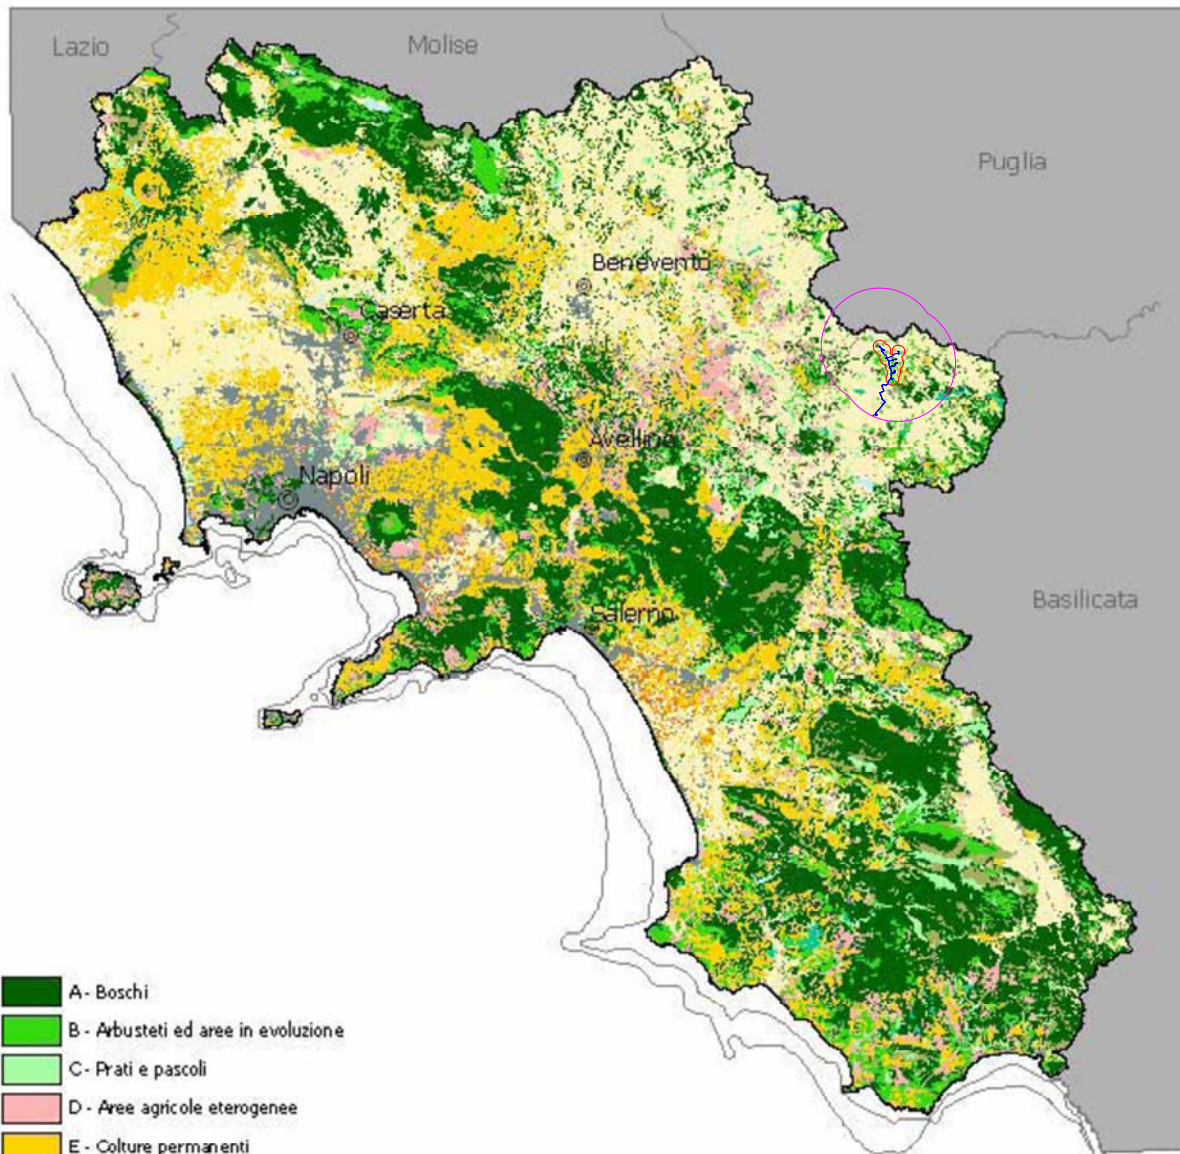 Lazio
Molise
Puglia
Benevento
Caserta
Avellino
Napoli
Salerno
Basilicata
A - Boschi
B - Arbusteti ed aree in evoluzione
C - Prati e pascoli
D - Aree agricole eterogenee
E - Colture permanenti